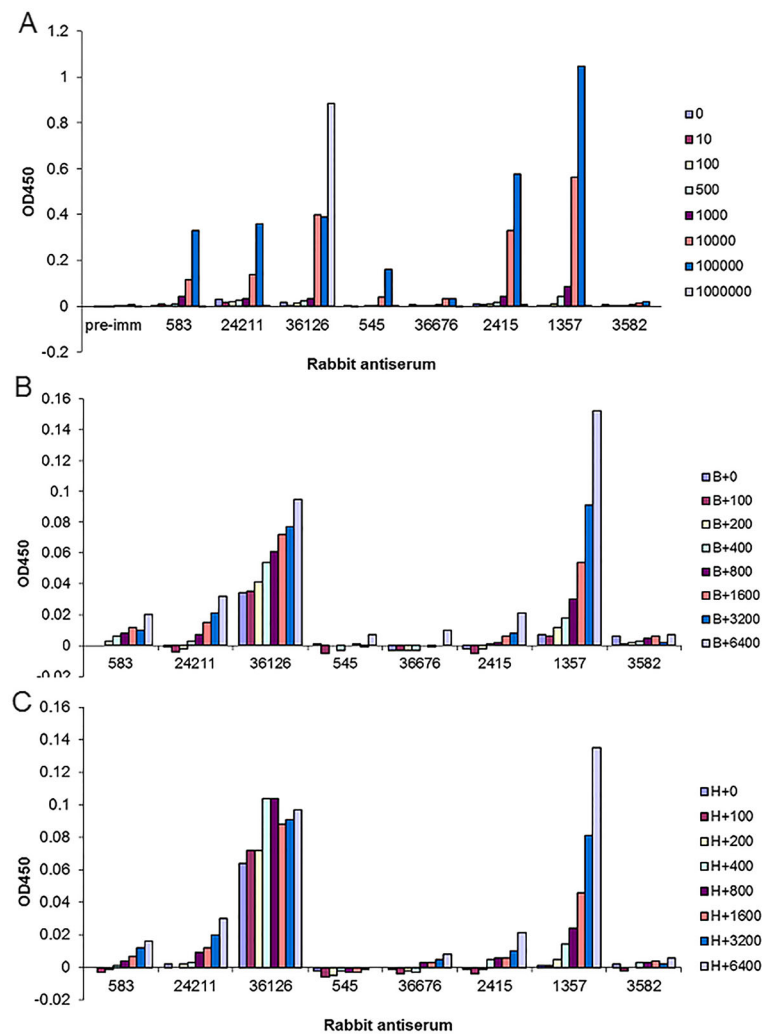 A
1.2
1
0.8
0.6
0.4
0.2
0
-0.2
OD450
pre-imm 583 24211 36126 545 36676 2415 1357 3582
Rabbit antiserum
0
10
100
500
1000
10000
100000
1000000
B
0.16
0.14
0.12
0.1
0.08
0.06
0.04
0.02
0
-0.02
OD450
583 24211 36126 545 36676 2415 1357 3582
B+0
B+100
B+200
B+400
B+800
B+1600
B+3200
B+6400
C
0.16
0.14
0.12
0.1
0.08
0.06
0.04
0.02
0
-0.02
OD450
583 24211 36126 545 36676 2415 1357 3582
Rabbit antiserum
H+0
H+100
H+200
H+400
H+800
H+1600
H+3200
H+6400